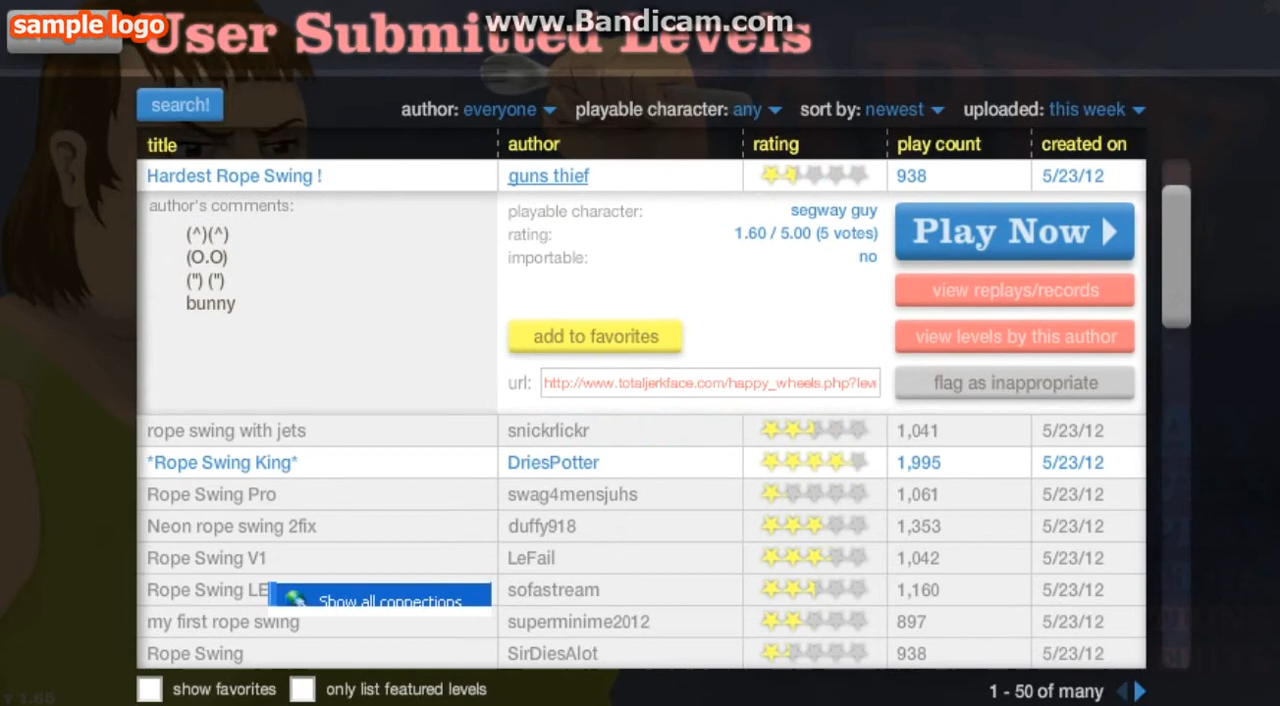 sample logo
www.Bandicam.com
User Submitted Levels
search!
author: everyone
playable character: any
sort by: newest
uploaded: this week
title author rating play count created on
Hardest Rope Swing ! guns thief 938 5/23/12
author's comments:
(^)(^)
(O.O)
(") (")
bunny
playable character: segway guy
rating: 1.60 / 5.00 (5 votes)
importable: no
add to favorites
url: http://www.totaljerkface.com/happy_wheels.php?leve
Play Now
view replays/records
view levels by this author
flag as inappropriate
rope swing with jets snickrlickr 1,041 5/23/12
*Rope Swing King* DriesPotter 1,995 5/23/12
Rope Swing Pro swag4mensjuhs 1,061 5/23/12
Neon rope swing 2fix duffy918 1,353 5/23/12
Rope Swing V1 LeFail 1,042 5/23/12
Rope Swing LE sofastream 1,160 5/23/12
Show all connections
my first rope swing superminime2012 897 5/23/12
Rope Swing SirDiesAlot 938 5/23/12
show favorites
only list featured levels
1 - 50 of many
v 1.65